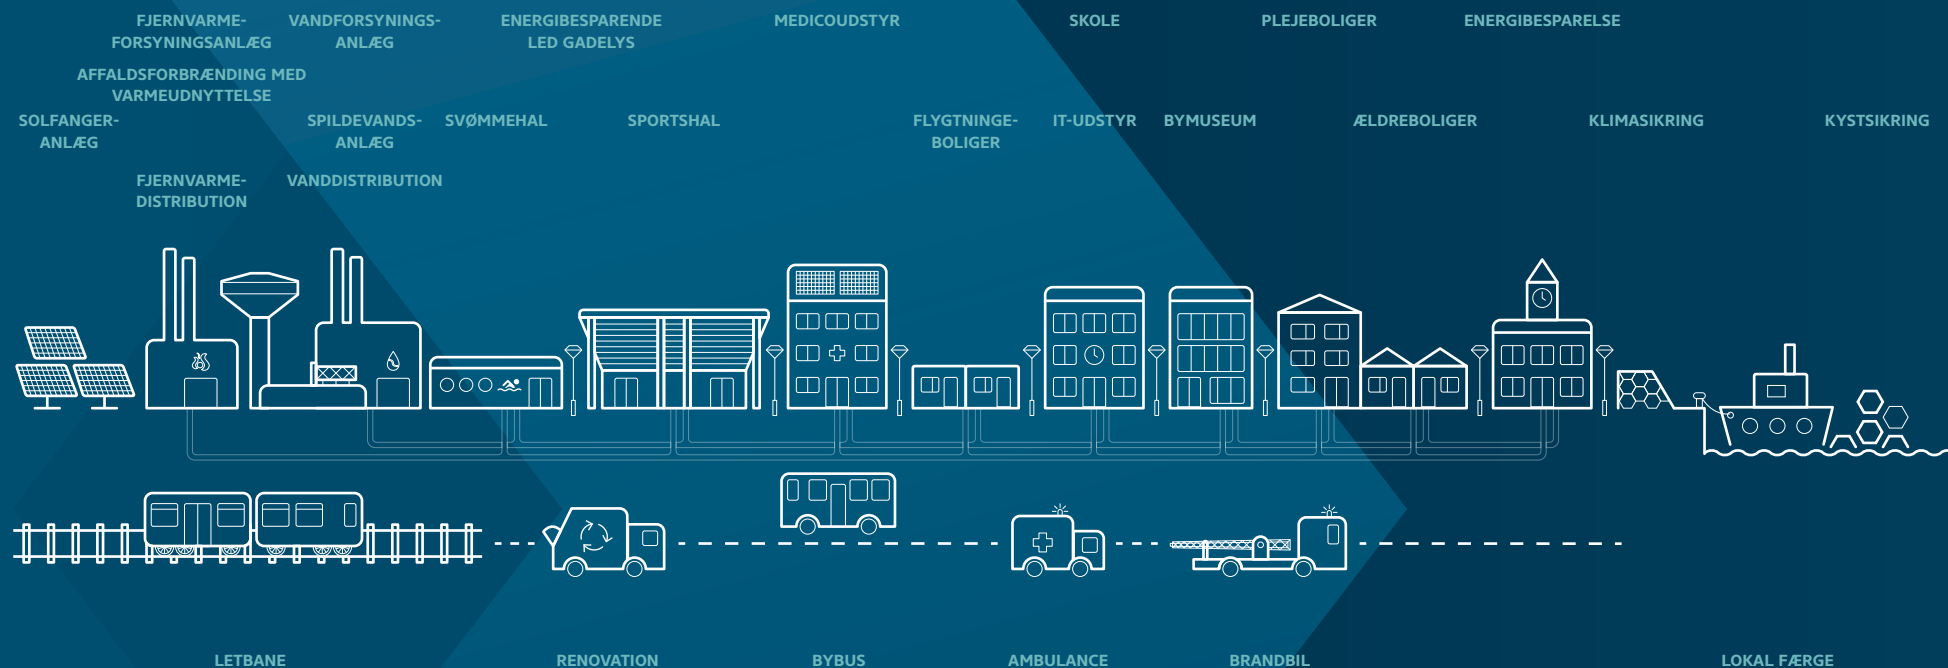 FJERNVARME-
FORSYNINGSANLÆG
VANDFORSYNINGS-
ANLÆG
ENERGIBESPARENDE
LED GADELYS
MEDICOUDSTYR
SKOLE
PLEJEBOLIGER
ENERGIBESPARELSE
AFFALDSFORBRÆNDING MED
VARMEUDNYTTELSE
SOLFANGER-
ANLÆG
SPILDEVANDS-
ANLÆG
SVØMMEHAL
SPORTSHAL
FLYGTNINGE-
BOLIGER
IT-UDSTYR
BYMUSEUM
ÆLDREBOLIGER
KLIMASIKRING
KYSTSIKRING
FJERNVARME-
DISTRIBUTION
VANDDISTRIBUTION
LETBANE
RENOVATION
BYBUS
AMBULANCE
BRANDBIL
LOKAL FÆRGE